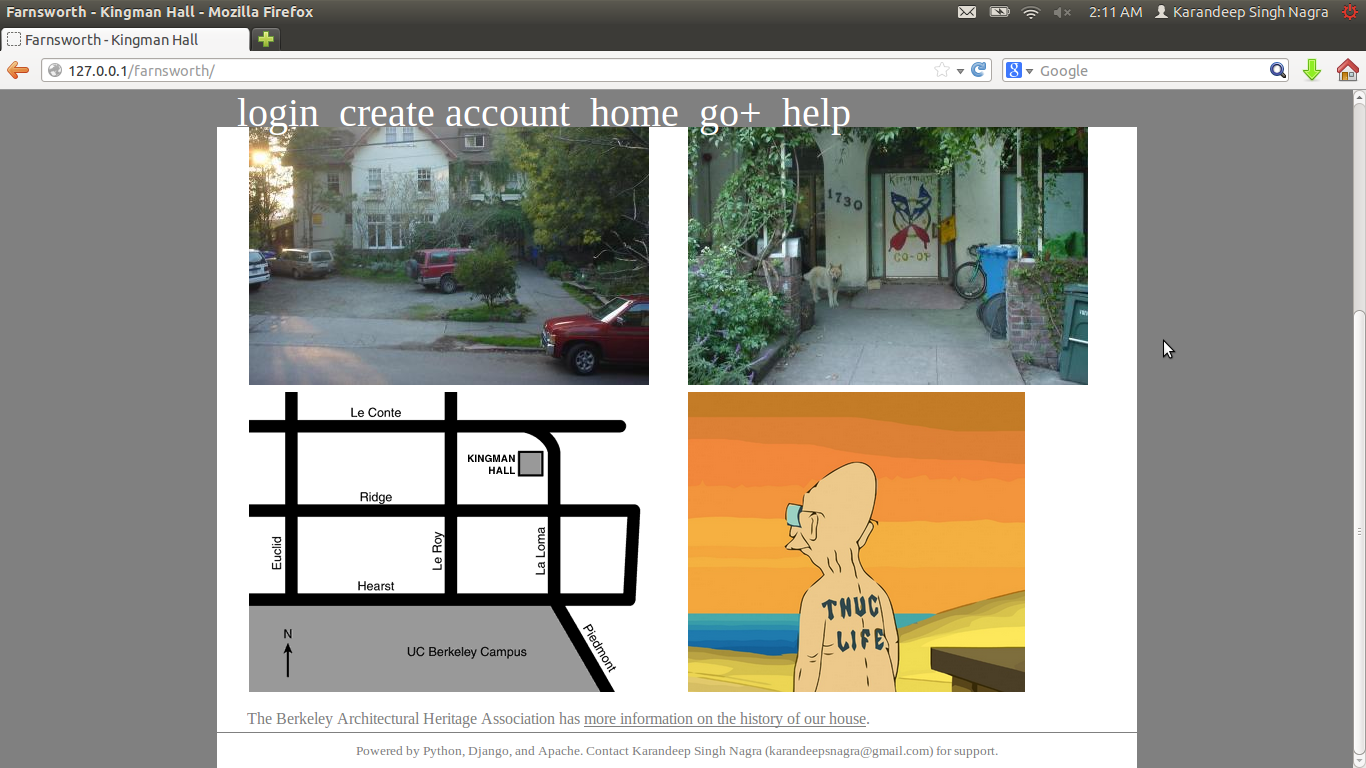 Farnsworth - Kingman Hall - Mozilla Firefox
2:11 AM Karandeep Singh Nagra
Farnsworth - Kingman Hall
127.0.0.1/farnsworth/
Google
login create account home go+ help
Kingman
1730
CO-OP
Le Conte
KINGMAN
HALL
Ridge
Euclid
Le Roy
La Loma
Hearst
N
UC Berkeley Campus
Piedmont
THUG
LIFE
The Berkeley Architectural Heritage Association has more information on the history of our house.
Powered by Python, Django, and Apache. Contact Karandeep Singh Nagra (karandeepsnagra@gmail.com) for support.